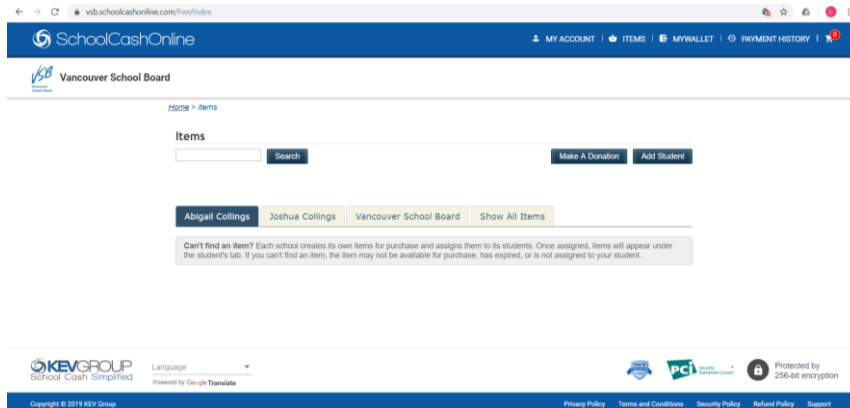 vsb.schoolcashonline.com/Fee/Index
L
SchoolCashOnline
MY ACCOUNT | ITEMS | MYWALLET | PAYMENT HISTORY | 0
VSB
Vancouver School Board
Home > Items
Items
Search
Make A Donation
Add Student
Abigail Collings
Joshua Collings
Vancouver School Board
Show All Items
Can't find an item? Each school creates its own items for purchase and assigns them to its students. Once assigned, items will appear under
the student's tab. If you can't find an item, the item may not be available for purchase, has expired, or is not assigned to your student.
KEVGROUP
School Cash Simplified
Language
Powered by Google Translate
PCI
Protected by
256-bit encryption
Copyright © 2019 KEV Group
Privacy Policy Terms and Conditions Security Policy Refund Policy Support